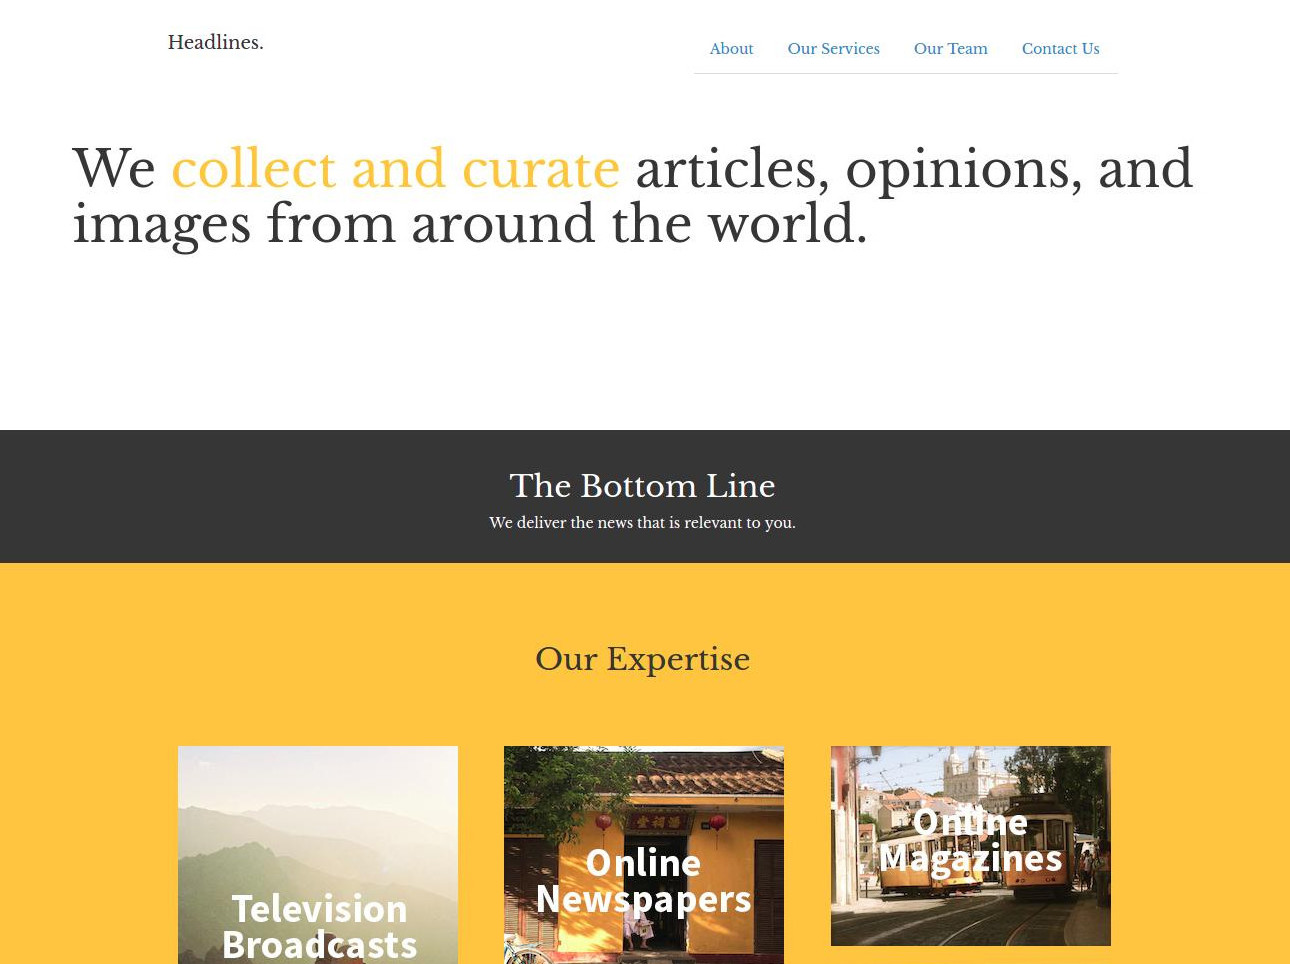 Headlines.
About Our Services Our Team Contact Us
We collect and curate articles, opinions, and
images from around the world.
The Bottom Line
We deliver the news that is relevant to you.
Our Expertise
Television
Broadcasts
Online
Newspapers
Online
Magazines